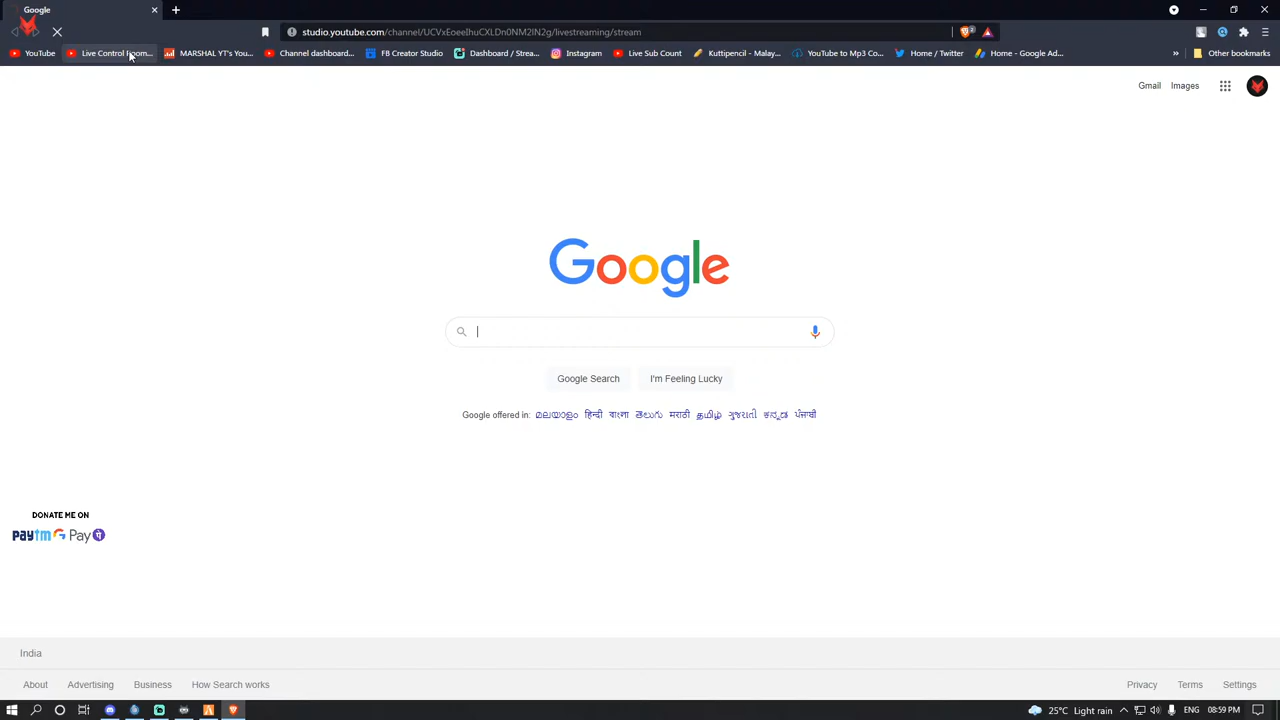 Google
studio.youtube.com/channel/UCVxEoeeIhuCXLDn0NM2IN2g/livestreaming/stream
2
YouTube
Live Control Room...
MARSHAL YT's You...
Channel dashboard...
FB Creator Studio
Dashboard / Strea...
Instagram
Live Sub Count
Kuttipencil - Malay...
YouTube to Mp3 Co...
Home / Twitter
Home - Google Ad...
»
Other bookmarks
Gmail
Images
Google
Google Search
I'm Feeling Lucky
Google offered in: മലയാളം हिन्दी বাংলা తెలుగు मराठी தமிழ் ગુજરાતી ಕನ್ನಡ ਪੰਜਾਬੀ
DONATE ME ON
paytm G Pay पे
India
About
Advertising
Business
How Search works
Privacy
Terms
Settings
25°C Light rain
ENG
08:59 PM